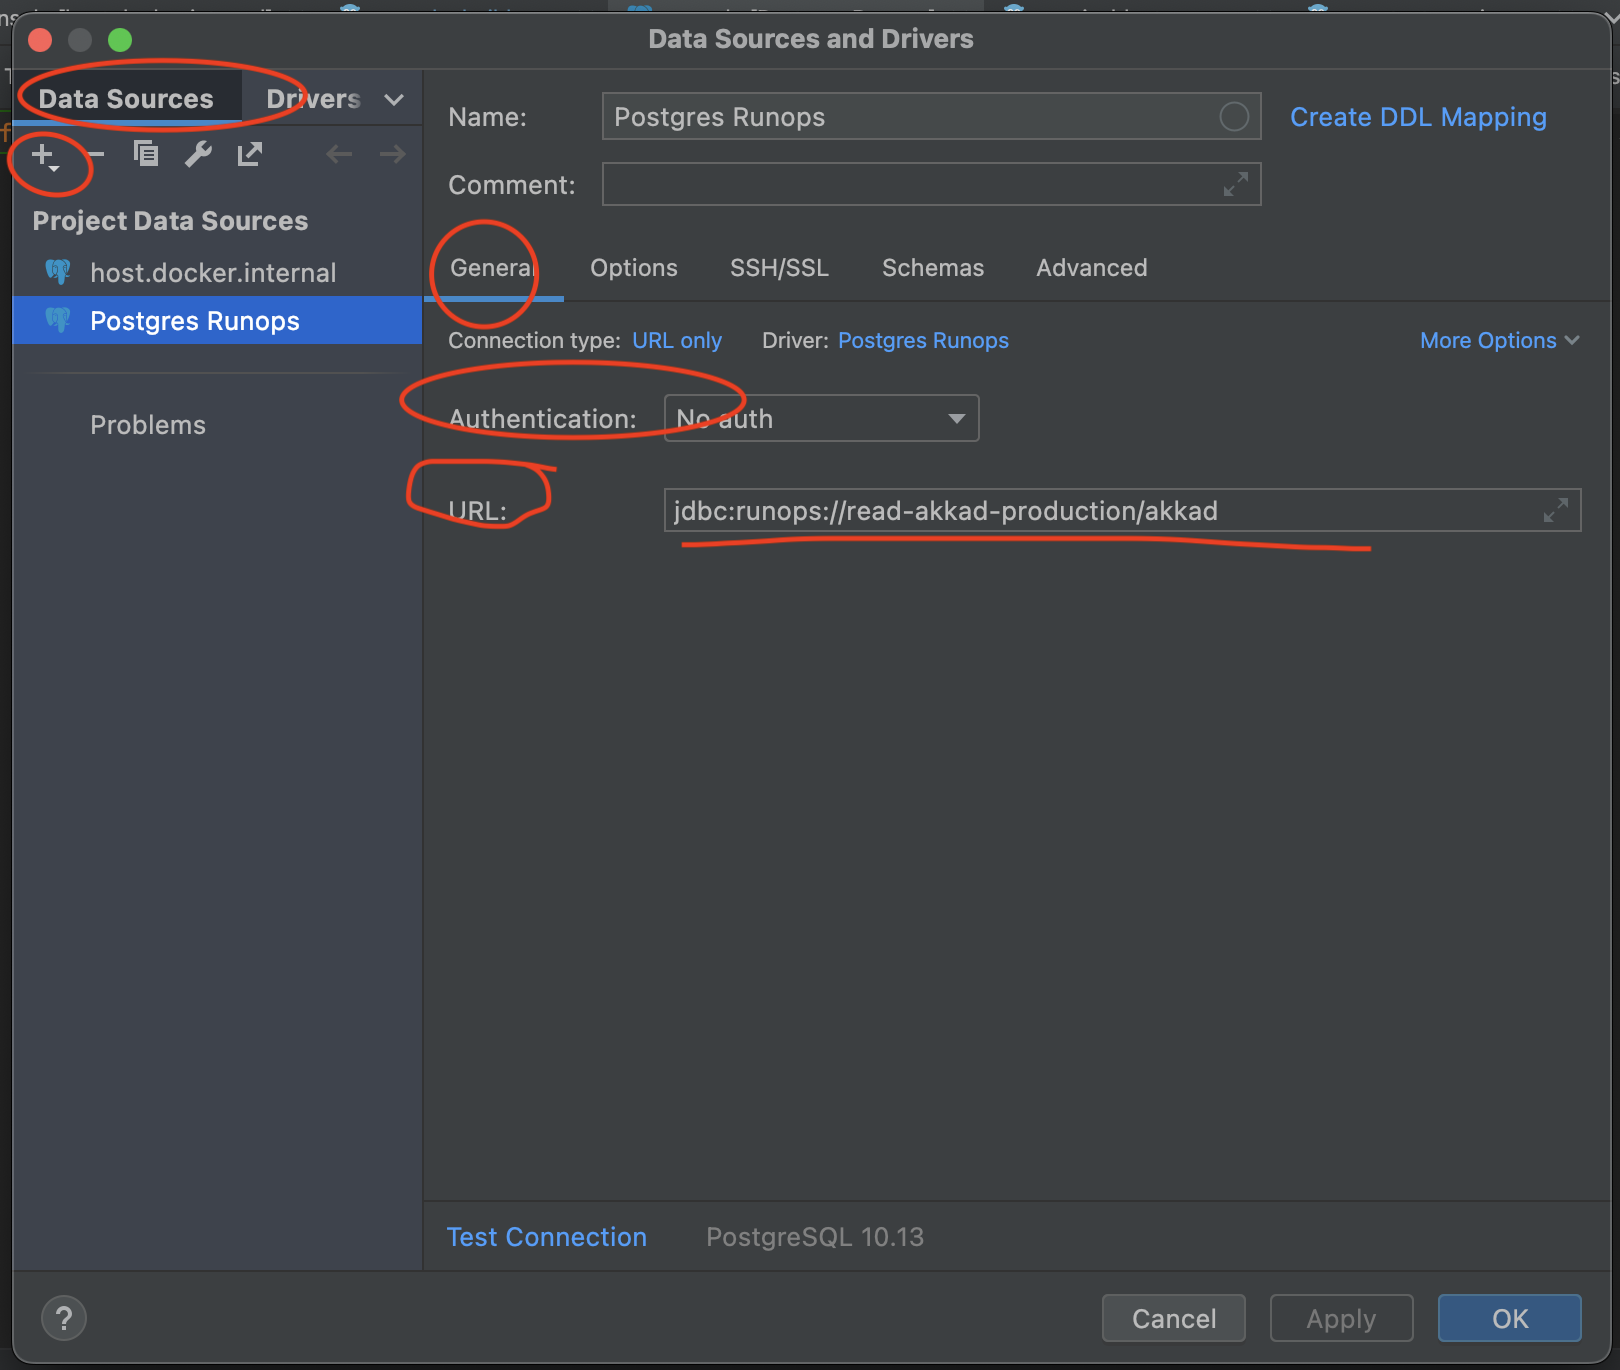 Data Sources and Drivers
Data Sources Drivers
Project Data Sources
host.docker.internal
Postgres Runops
Problems
Name: Postgres Runops Create DDL Mapping
Comment:
General Options SSH/SSL Schemas Advanced
Connection type: URL only Driver: Postgres Runops More Options
Authentication: No auth
URL: jdbc:runops://read-akkad-production/akkad
Test Connection PostgreSQL 10.13
? Cancel Apply OK